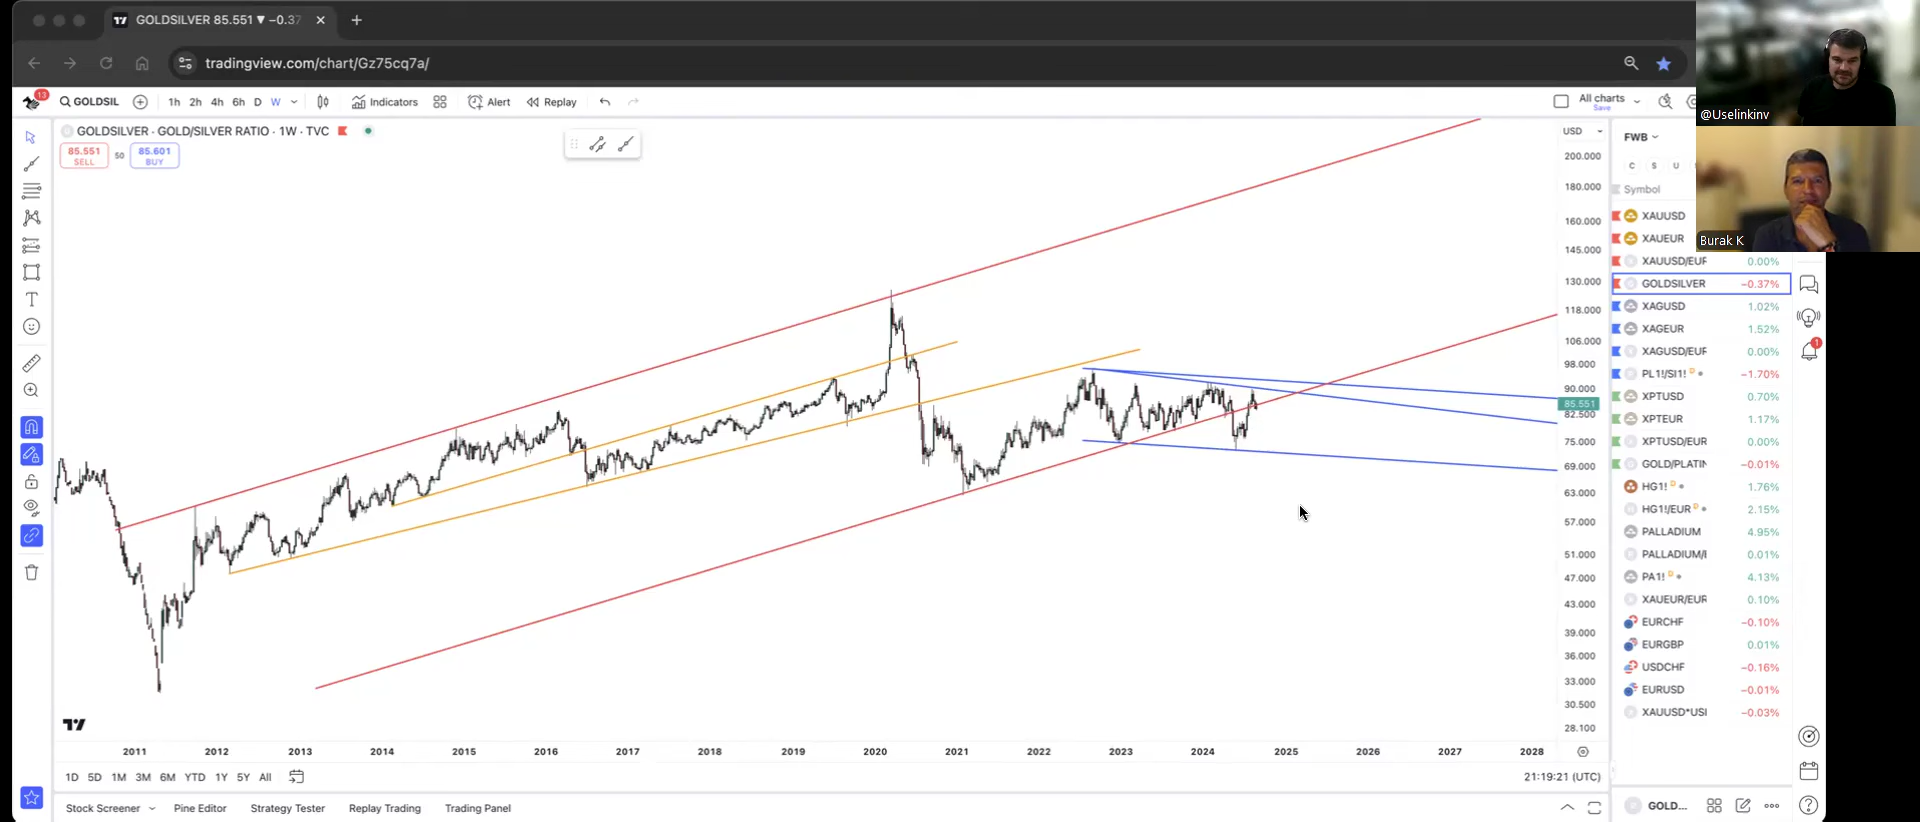 GOLDSILVER 85.551 ▼ −0.37
tradingview.com/chart/Gz75cq7a/
@Uselinkinv
Burak K
13
GOLDSIL
1h 2h 4h 6h D W
Indicators
Alert
Replay
All charts
Save
GOLDSILVER · GOLD/SILVER RATIO · 1W · TVC
85.551
SELL
50
85.601
BUY
USD
200.000
180.000
160.000
145.000
130.000
118.000
106.000
98.000
90.000
85.551
82.500
75.000
69.000
63.000
57.000
51.000
47.000
43.000
39.000
36.000
33.000
30.500
28.100
2011 2012 2013 2014 2015 2016 2017 2018 2019 2020 2021 2022 2023 2024 2025 2026 2027 2028
1D 5D 1M 3M 6M YTD 1Y 5Y All
21:19:21 (UTC)
Stock Screener Pine Editor Strategy Tester Replay Trading Trading Panel
FWB
C S U
Symbol
XAUUSD
XAUEUR
XAUUSD/EUF 0.00%
GOLDSILVER −0.37%
XAGUSD 1.02%
XAGEUR 1.52%
XAGUSD/EUF 0.00%
PL1!/SI1! D −1.70%
XPTUSD 0.70%
XPTEUR 1.17%
XPTUSD/EUR 0.00%
GOLD/PLATIN −0.01%
HG1! D 1.76%
HG1!/EUR D 2.15%
PALLADIUM 4.95%
PALLADIUM/I 0.01%
PA1! D 4.13%
XAUEUR/EUR 0.10%
EURCHF −0.10%
EURGBP 0.01%
USDCHF −0.16%
EURUSD −0.01%
XAUUSD*USI −0.03%
1
GOLD...